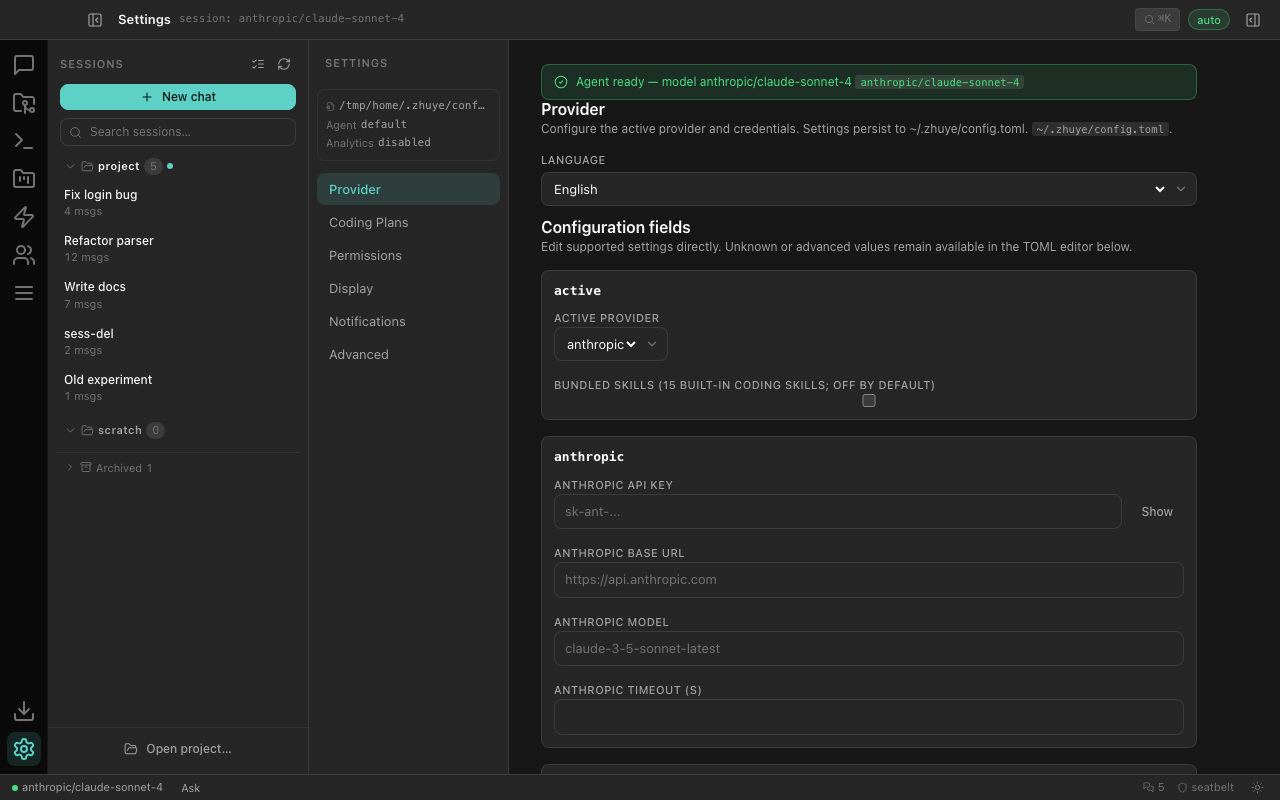 Settings session: anthropic/claude-sonnet-4
⌘K
auto
SESSIONS
New chat
Search sessions...
project 5
Fix login bug
4 msgs
Refactor parser
12 msgs
Write docs
7 msgs
sess-del
2 msgs
Old experiment
1 msgs
scratch 0
Archived 1
Open project...
SETTINGS
/tmp/home/.zhuye/conf…
Agent default
Analytics disabled
Provider
Coding Plans
Permissions
Display
Notifications
Advanced
Agent ready — model anthropic/claude-sonnet-4 anthropic/claude-sonnet-4
Provider
Configure the active provider and credentials. Settings persist to ~/.zhuye/config.toml. ~/.zhuye/config.toml.
LANGUAGE
English
Configuration fields
Edit supported settings directly. Unknown or advanced values remain available in the TOML editor below.
active
ACTIVE PROVIDER
anthropic
BUNDLED SKILLS (15 BUILT-IN CODING SKILLS; OFF BY DEFAULT)
anthropic
ANTHROPIC API KEY
sk-ant-...
Show
ANTHROPIC BASE URL
https://api.anthropic.com
ANTHROPIC MODEL
claude-3-5-sonnet-latest
ANTHROPIC TIMEOUT (S)
anthropic/claude-sonnet-4 Ask
5 seatbelt